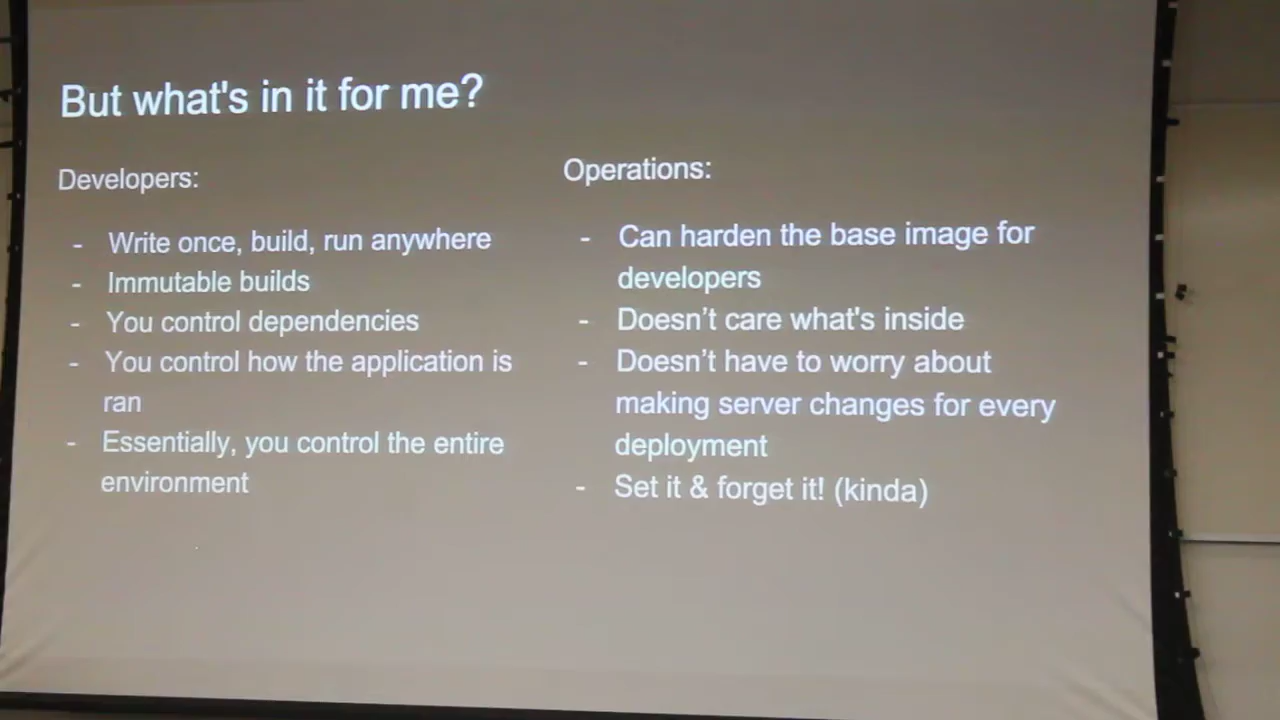 But what's in it for me?
Developers:
- Write once, build, run anywhere
- Immutable builds
- You control dependencies
- You control how the application is
ran
- Essentially, you control the entire
environment
Operations:
- Can harden the base image for
developers
- Doesn’t care what's inside
- Doesn’t have to worry about
making server changes for every
deployment
- Set it & forget it! (kinda)